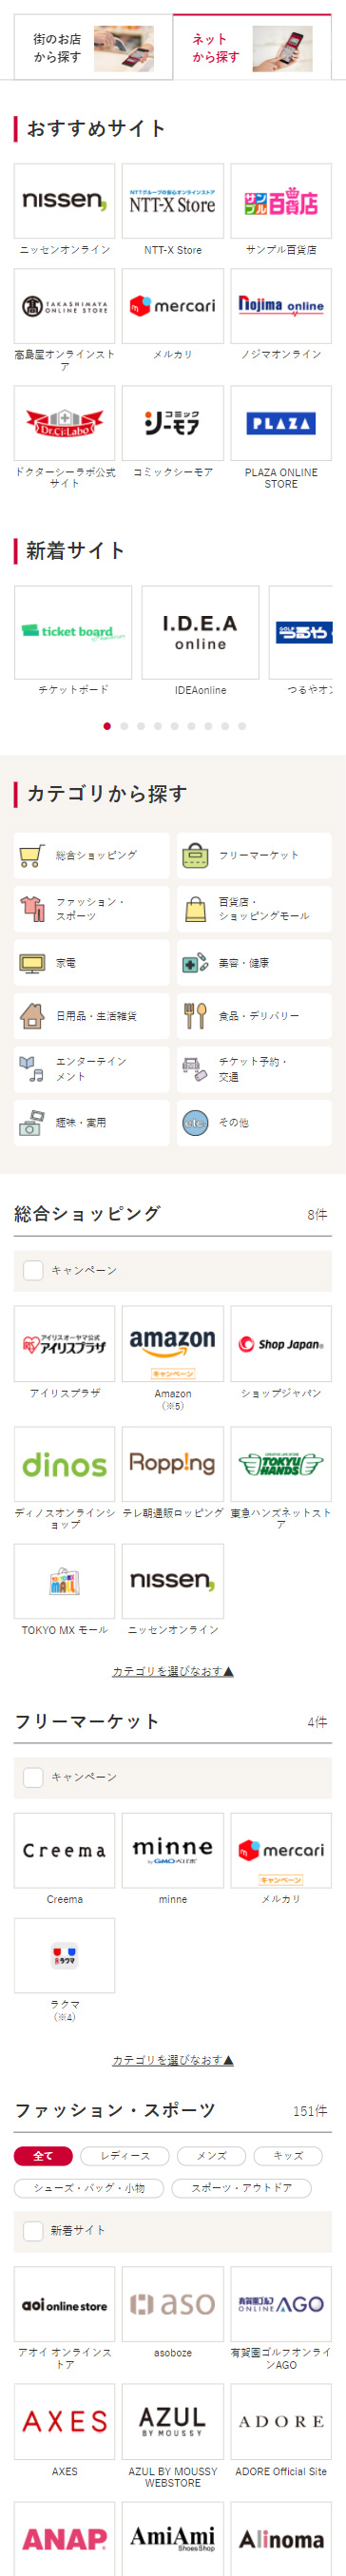 街のお店
から探す
ネット
から探す
おすすめサイト
nissen,
NTTグループの安心オンラインストア
NTT-X Store
サンプル百貨店
ニッセンオンライン
NTT-X Store
サンプル百貨店
TAKASHIMAYA
ONLINE STORE
mercari
nojima online
高島屋オンラインスト
ア
メルカリ
ノジマオンライン
Dr.Ci:Labo
コミック
シーモア
PLAZA
ドクターシーラボ公式
サイト
コミックシーモア
PLAZA ONLINE
STORE
新着サイト
ticket board
I.D.E.A
online
GOLF
つるや
チケットボード
IDEAonline
つるやオン
カテゴリから探す
総合ショッピング
フリーマーケット
ファッション・
スポーツ
百貨店・
ショッピングモール
家電
美容・健康
日用品・生活雑貨
食品・デリバリー
エンターテイン
メント
チケット予約・
交通
趣味・実用
etc.
その他
総合ショッピング
8件
キャンペーン
アイリスオーヤマ公式
アイリスプラザ
amazon
キャンペーン
Shop Japan
アイリスプラザ
Amazon
(※5)
ショップジャパン
dinos
Ropp!ng
TOKYU
HANDS
ディノスオンラインシ
ョップ
テレ朝通販ロッピング
東急ハンズネットスト
ア
MALL
nissen,
TOKYO MX モール
ニッセンオンライン
カテゴリを選びなおす▲
フリーマーケット
4件
キャンペーン
Creema
minne
by GMOペパボ
mercari
キャンペーン
Creema
minne
メルカリ
ラクマ
ラクマ
(※4)
カテゴリを選びなおす▲
ファッション・スポーツ
151件
全て
レディース
メンズ
キッズ
シューズ・バッグ・小物
スポーツ・アウトドア
新着サイト
aoi online store
aso
有賀園ゴルフ
ONLINE AGO
アオイ オンラインス
トア
asoboze
有賀園ゴルフオンライ
ンAGO
AXES
AZUL
BY MOUSSY
ADORE
AXES
AZUL BY MOUSSY
WEBSTORE
ADORE Official Site
ANAP
AmiAmi
ShoesShop
Alinoma